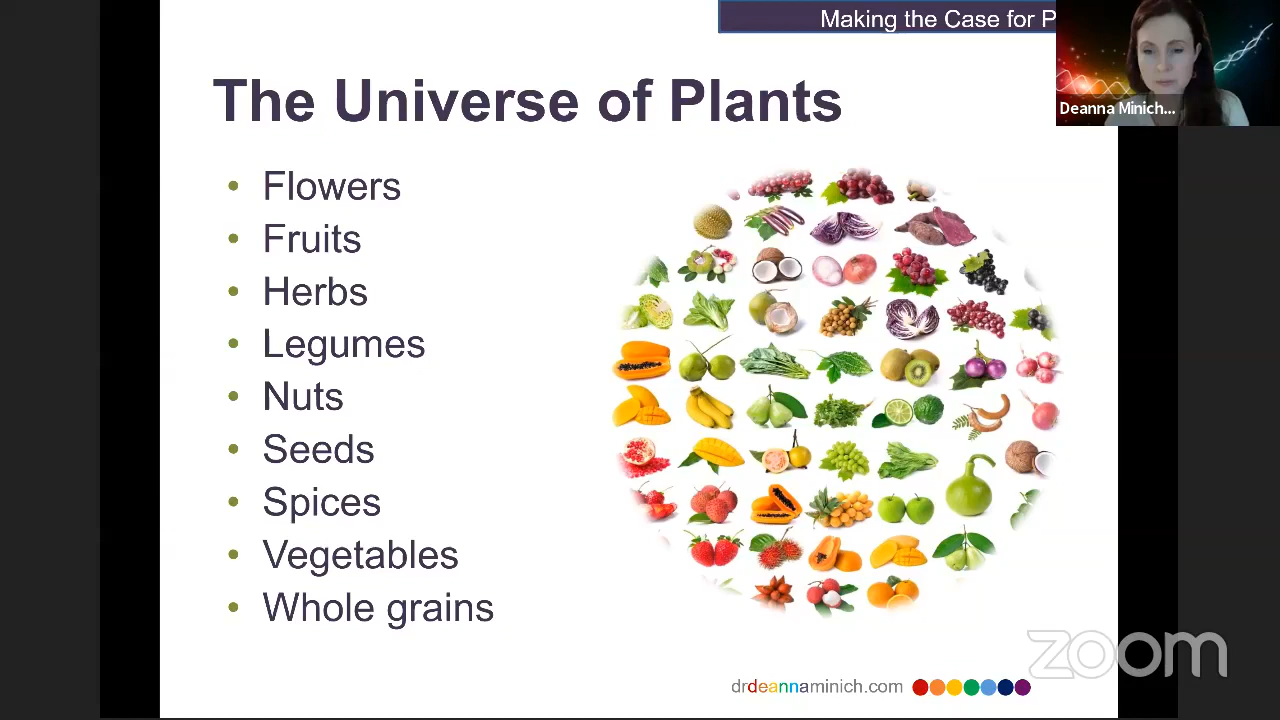 Making the Case for P
Deanna Minich...
The Universe of Plants
• Flowers
• Fruits
• Herbs
• Legumes
• Nuts
• Seeds
• Spices
• Vegetables
• Whole grains
zoom
drdeannaminich.com